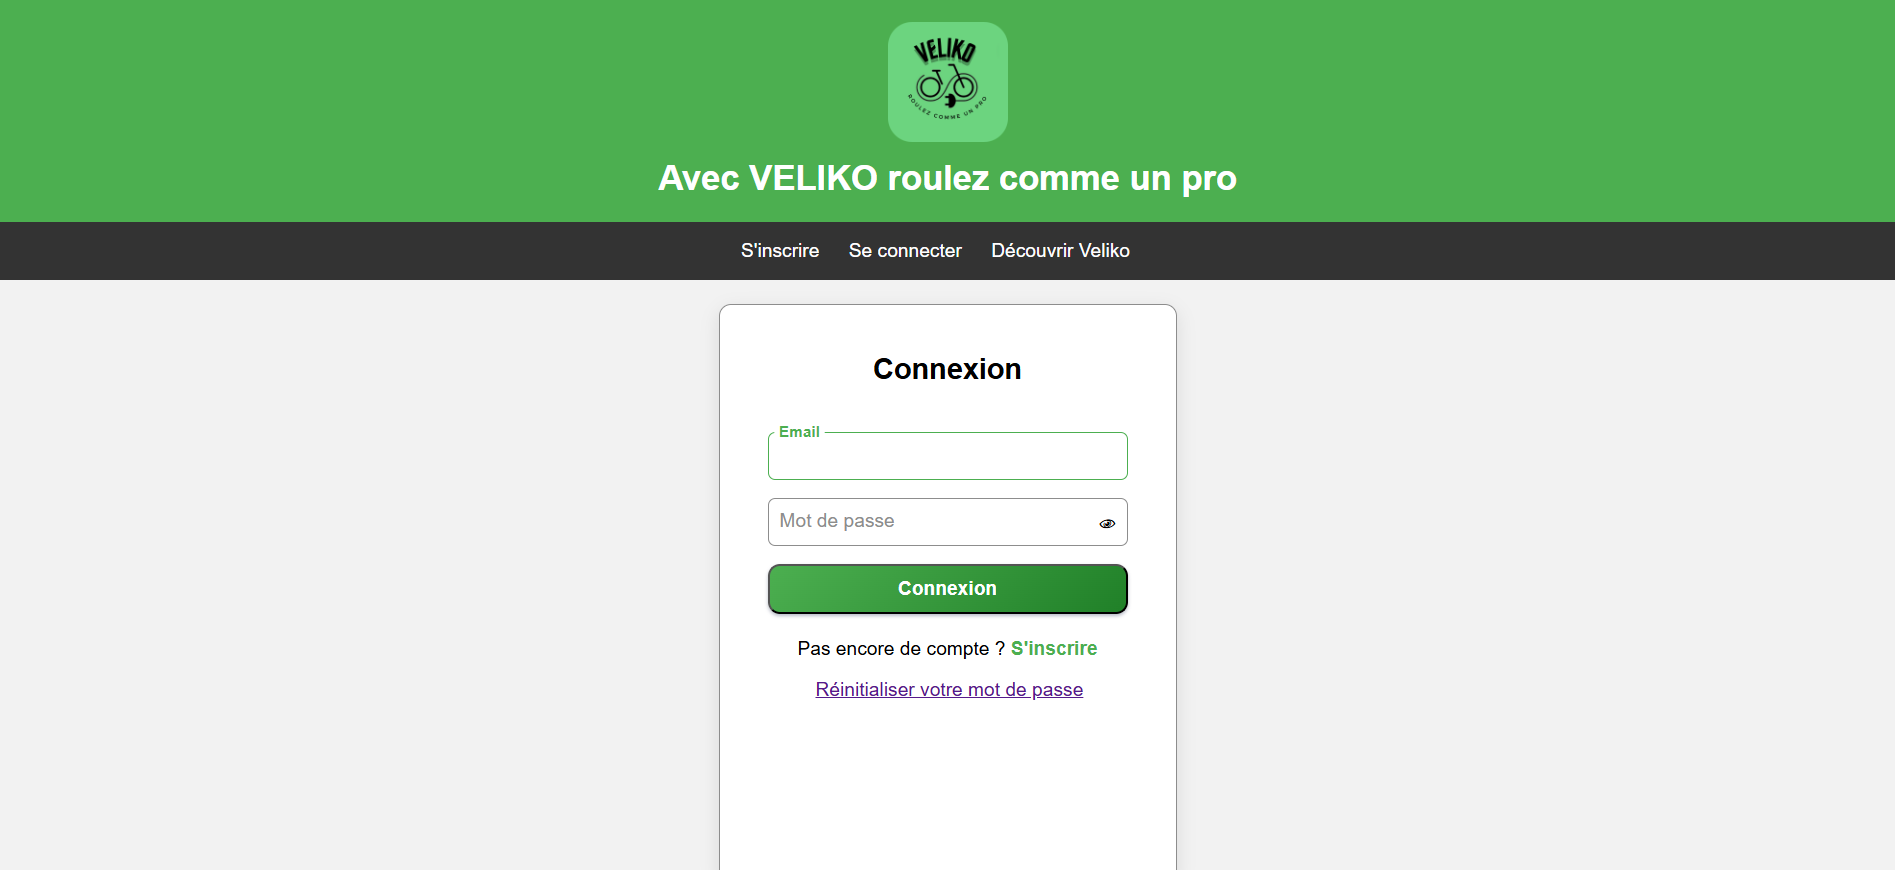 VELIKO
ROULEZ COMME UN PRO
Avec VELIKO roulez comme un pro
S'inscrire Se connecter Découvrir Veliko
Connexion
Email
Mot de passe
Connexion
Pas encore de compte ? S'inscrire
Réinitialiser votre mot de passe